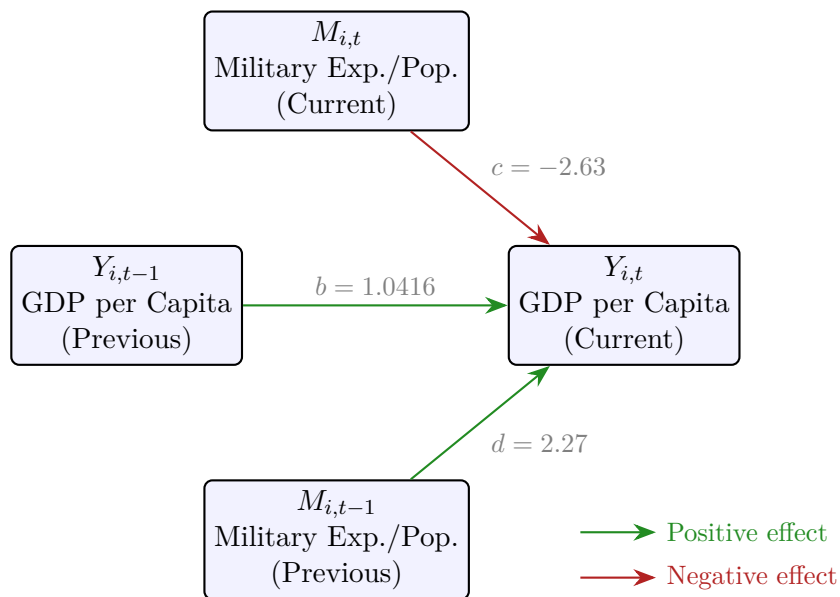 M_{i,t}
Military Exp./Pop.
(Current)
c = −2.63
Y_{i,t−1}
GDP per Capita
(Previous)
b = 1.0416
Y_{i,t}
GDP per Capita
(Current)
d = 2.27
M_{i,t−1}
Military Exp./Pop.
(Previous)
Positive effect
Negative effect